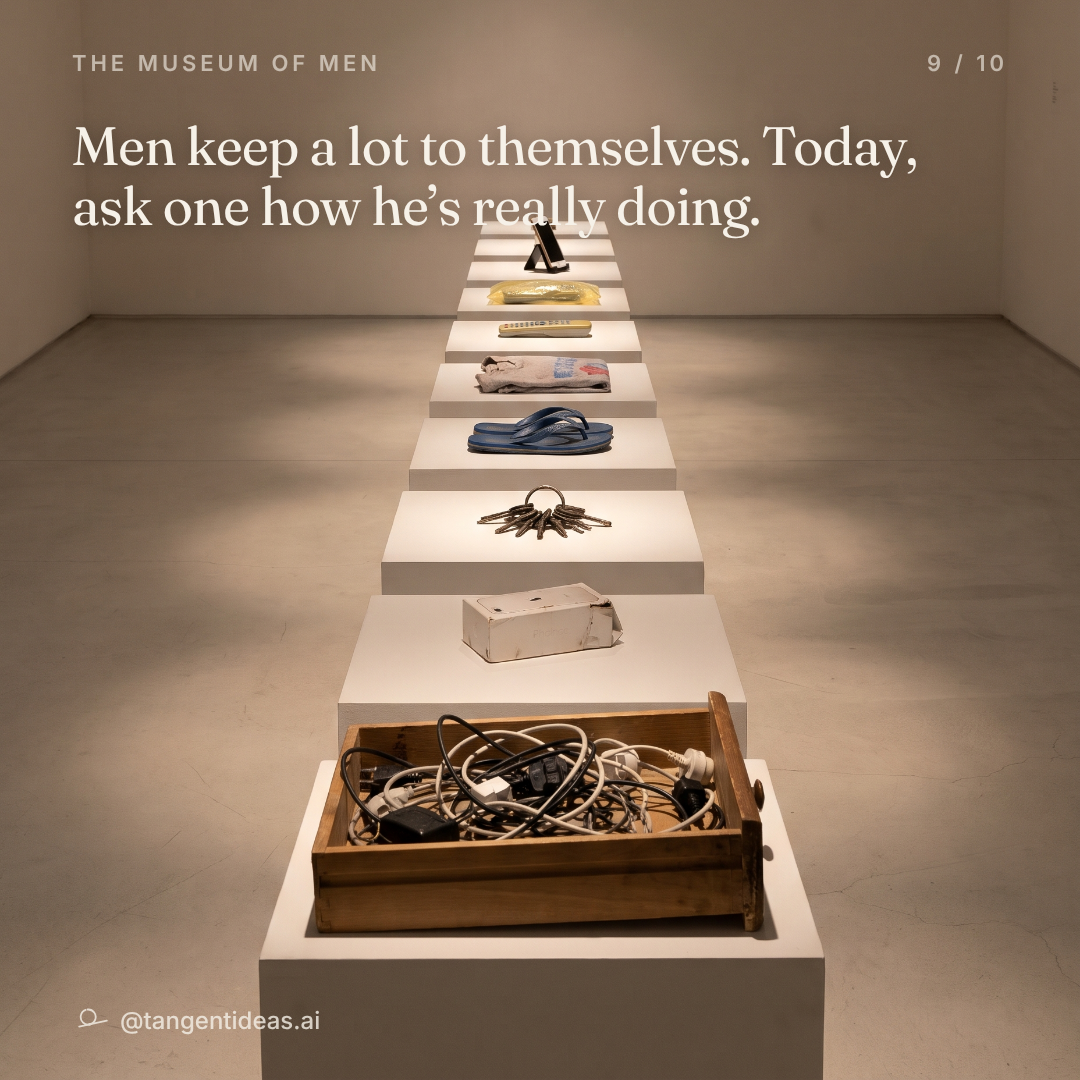 THE MUSEUM OF MEN
9 / 10
Men keep a lot to themselves. Today,
ask one how he’s really doing.
@tangentideas.ai